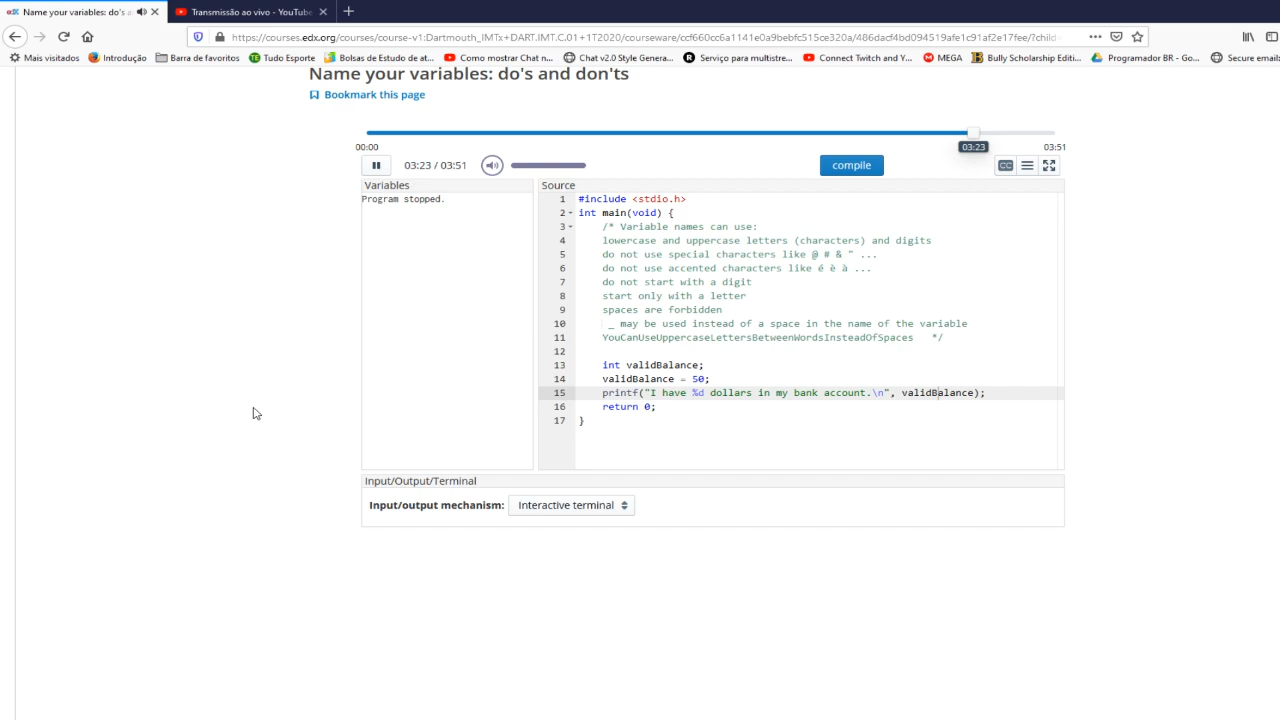 Name your variables: do's a
Transmissão ao vivo - YouTube
https://courses.edx.org/courses/course-v1:Dartmouth_IMTx+DART.IMT.C.01+1T2020/courseware/ccf660cc6a1141e0a9bebfc515ce320a/486dacf4bd094519afe1c91af2e17fee/?child=
Mais visitados Introdução Barra de favoritos Tudo Esporte Bolsas de Estudo de at... Como mostrar Chat n... Chat v2.0 Style Genera... Serviço para multistre... Connect Twitch and Y... MEGA Bully Scholarship Editi... Programador BR - Go... Secure email:
Name your variables: do's and don'ts
Bookmark this page
00:00 03:23 03:51
03:23 / 03:51 compile CC
Variables
Program stopped.
Source
1 #include <stdio.h>
2 int main(void) {
3 /* Variable names can use:
4 lowercase and uppercase letters (characters) and digits
5 do not use special characters like @ # & " ...
6 do not use accented characters like é è à ...
7 do not start with a digit
8 start only with a letter
9 spaces are forbidden
10 _ may be used instead of a space in the name of the variable
11 YouCanUseUppercaseLettersBetweenWordsInsteadOfSpaces */
12
13 int validBalance;
14 validBalance = 50;
15 printf("I have %d dollars in my bank account.\n", validBalance);
16 return 0;
17 }
Input/Output/Terminal
Input/output mechanism: Interactive terminal